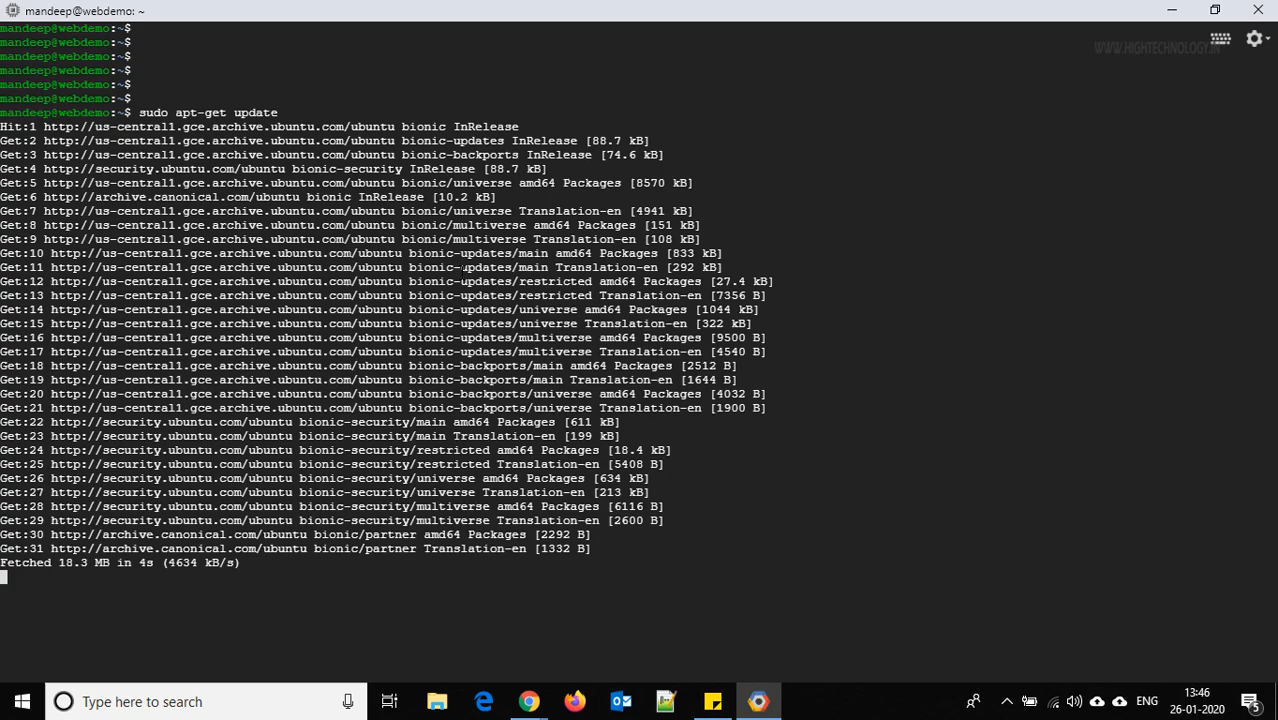 mandeep@webdemo: ~
mandeep@webdemo:~$
mandeep@webdemo:~$
mandeep@webdemo:~$
mandeep@webdemo:~$
mandeep@webdemo:~$
mandeep@webdemo:~$
WWW.HIGHTECHNOLOGY.IN
mandeep@webdemo:~$ sudo apt-get update
Hit:1 http://us-central1.gce.archive.ubuntu.com/ubuntu bionic InRelease
Get:2 http://us-central1.gce.archive.ubuntu.com/ubuntu bionic-updates InRelease [88.7 kB]
Get:3 http://us-central1.gce.archive.ubuntu.com/ubuntu bionic-backports InRelease [74.6 kB]
Get:4 http://security.ubuntu.com/ubuntu bionic-security InRelease [88.7 kB]
Get:5 http://us-central1.gce.archive.ubuntu.com/ubuntu bionic/universe amd64 Packages [8570 kB]
Get:6 http://archive.canonical.com/ubuntu bionic InRelease [10.2 kB]
Get:7 http://us-central1.gce.archive.ubuntu.com/ubuntu bionic/universe Translation-en [4941 kB]
Get:8 http://us-central1.gce.archive.ubuntu.com/ubuntu bionic/multiverse amd64 Packages [151 kB]
Get:9 http://us-central1.gce.archive.ubuntu.com/ubuntu bionic/multiverse Translation-en [108 kB]
Get:10 http://us-central1.gce.archive.ubuntu.com/ubuntu bionic-updates/main amd64 Packages [833 kB]
Get:11 http://us-central1.gce.archive.ubuntu.com/ubuntu bionic-updates/main Translation-en [292 kB]
Get:12 http://us-central1.gce.archive.ubuntu.com/ubuntu bionic-updates/restricted amd64 Packages [27.4 kB]
Get:13 http://us-central1.gce.archive.ubuntu.com/ubuntu bionic-updates/restricted Translation-en [7356 B]
Get:14 http://us-central1.gce.archive.ubuntu.com/ubuntu bionic-updates/universe amd64 Packages [1044 kB]
Get:15 http://us-central1.gce.archive.ubuntu.com/ubuntu bionic-updates/universe Translation-en [322 kB]
Get:16 http://us-central1.gce.archive.ubuntu.com/ubuntu bionic-updates/multiverse amd64 Packages [9500 B]
Get:17 http://us-central1.gce.archive.ubuntu.com/ubuntu bionic-updates/multiverse Translation-en [4540 B]
Get:18 http://us-central1.gce.archive.ubuntu.com/ubuntu bionic-backports/main amd64 Packages [2512 B]
Get:19 http://us-central1.gce.archive.ubuntu.com/ubuntu bionic-backports/main Translation-en [1644 B]
Get:20 http://us-central1.gce.archive.ubuntu.com/ubuntu bionic-backports/universe amd64 Packages [4032 B]
Get:21 http://us-central1.gce.archive.ubuntu.com/ubuntu bionic-backports/universe Translation-en [1900 B]
Get:22 http://security.ubuntu.com/ubuntu bionic-security/main amd64 Packages [611 kB]
Get:23 http://security.ubuntu.com/ubuntu bionic-security/main Translation-en [199 kB]
Get:24 http://security.ubuntu.com/ubuntu bionic-security/restricted amd64 Packages [18.4 kB]
Get:25 http://security.ubuntu.com/ubuntu bionic-security/restricted Translation-en [5408 B]
Get:26 http://security.ubuntu.com/ubuntu bionic-security/universe amd64 Packages [634 kB]
Get:27 http://security.ubuntu.com/ubuntu bionic-security/universe Translation-en [213 kB]
Get:28 http://security.ubuntu.com/ubuntu bionic-security/multiverse amd64 Packages [6116 B]
Get:29 http://security.ubuntu.com/ubuntu bionic-security/multiverse Translation-en [2600 B]
Get:30 http://archive.canonical.com/ubuntu bionic/partner amd64 Packages [2292 B]
Get:31 http://archive.canonical.com/ubuntu bionic/partner Translation-en [1332 B]
Fetched 18.3 MB in 4s (4634 kB/s)
Type here to search
ENG
13:46
26-01-2020
5